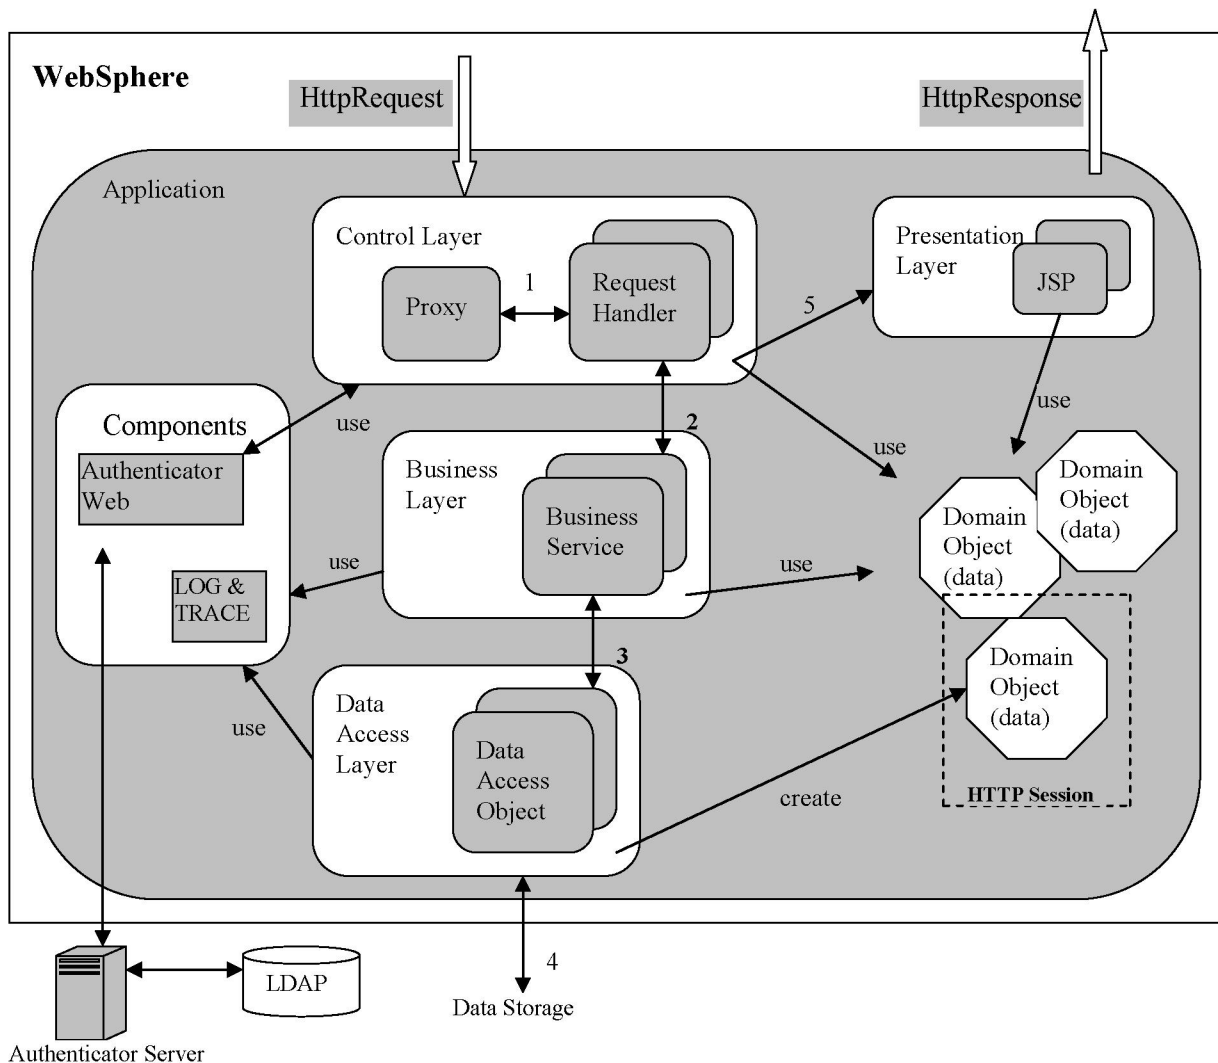 WebSphere
HttpRequest
HttpResponse
Application
Control Layer
Proxy
1
Request
Handler
5
Presentation
Layer
JSP
use
use
use
2
Components
Authenticator
Web
LOG &
TRACE
use
Business
Layer
Business
Service
use
Domain
Object
(data)
Domain
Object
(data)
Domain
Object
(data)
HTTP Session
3
use
Data
Access
Layer
Data
Access
Object
create
4
Data Storage
LDAP
Authenticator Server